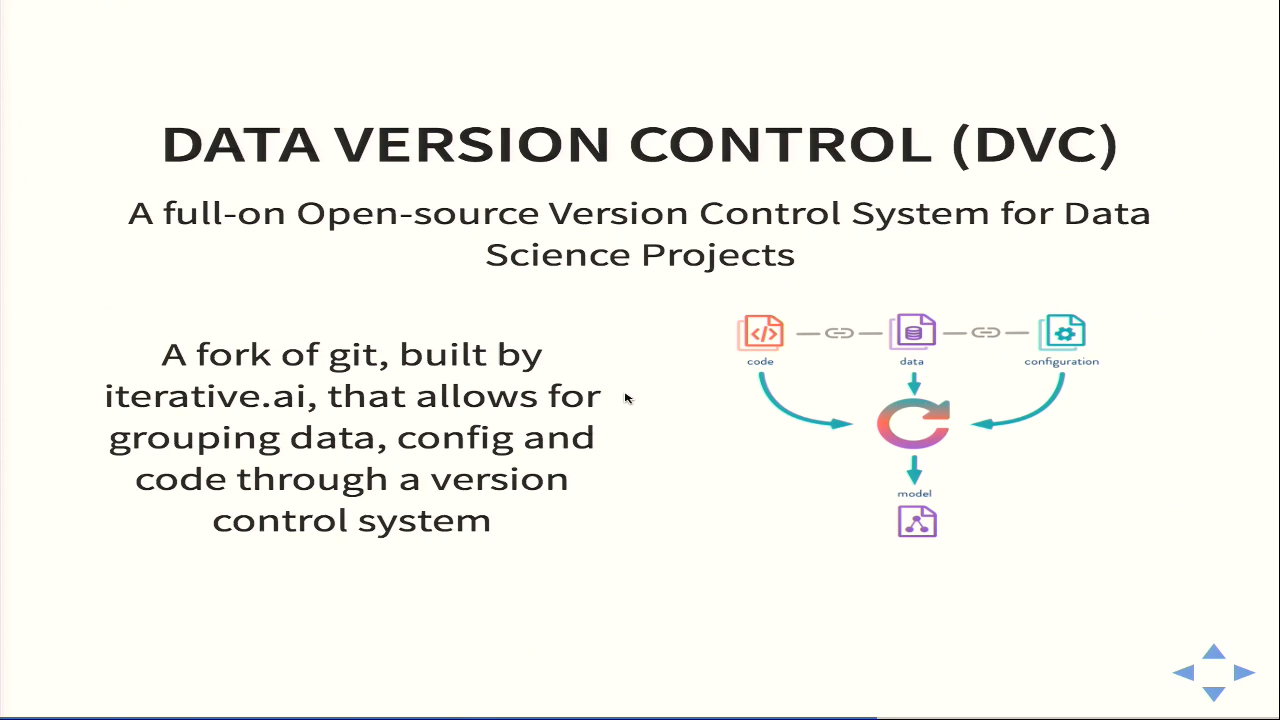 DATA VERSION CONTROL (DVC)
A full-on Open-source Version Control System for Data
Science Projects
A fork of git, built by
iterative.ai, that allows for
grouping data, config and
code through a version
control system
code
data
configuration
model